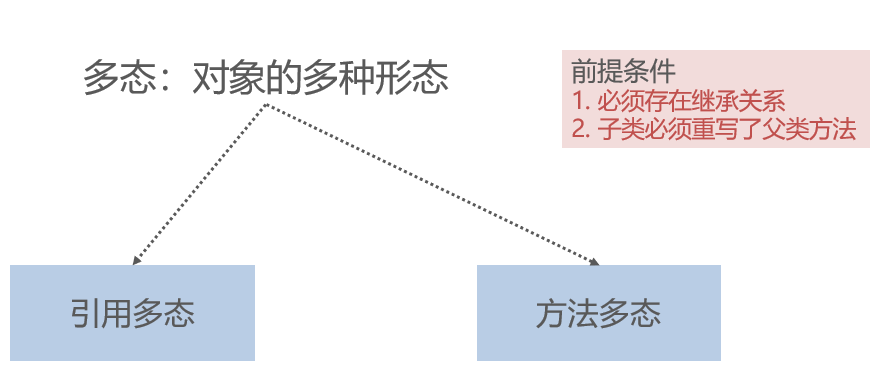 多态：对象的多种形态
前提条件
1. 必须存在继承关系
2. 子类必须重写了父类方法
引用多态
方法多态